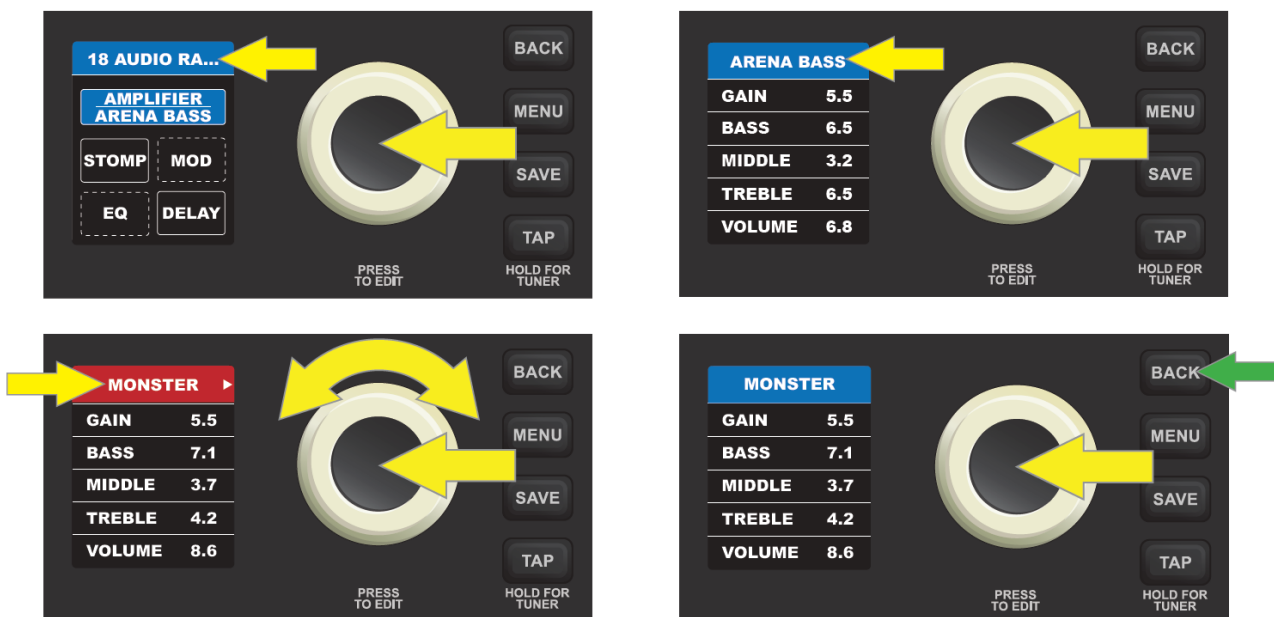 18 AUDIO RA...
AMPLIFIER
ARENA BASS
STOMP MOD
EQ DELAY
PRESS
TO EDIT
BACK
MENU
SAVE
TAP
HOLD FOR
TUNER
ARENA BASS
GAIN 5.5
BASS 6.5
MIDDLE 3.2
TREBLE 6.5
VOLUME 6.8
PRESS
TO EDIT
BACK
MENU
SAVE
TAP
HOLD FOR
TUNER
MONSTER
GAIN 5.5
BASS 7.1
MIDDLE 3.7
TREBLE 4.2
VOLUME 8.6
PRESS
TO EDIT
BACK
MENU
SAVE
TAP
HOLD FOR
TUNER
MONSTER
GAIN 5.5
BASS 7.1
MIDDLE 3.7
TREBLE 4.2
VOLUME 8.6
PRESS
TO EDIT
BACK
MENU
SAVE
TAP
HOLD FOR
TUNER